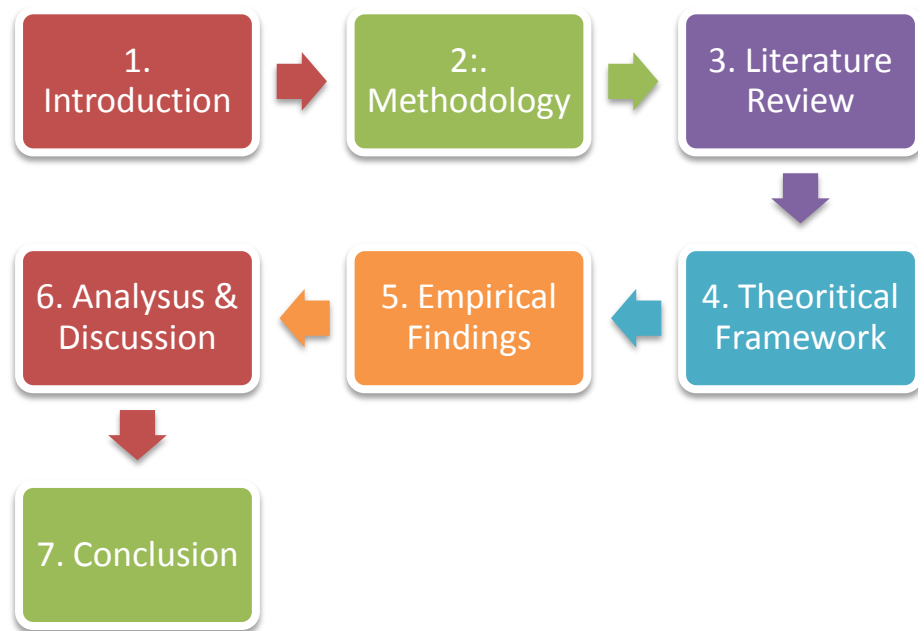 1.
Introduction
2:.
Methodology
3. Literature
Review
4. Theoritical
Framework
5. Empirical
Findings
6. Analysus &
Discussion
7. Conclusion